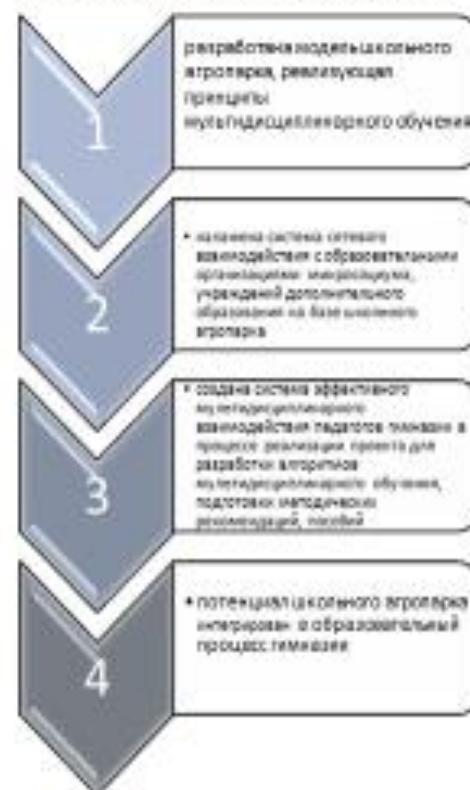 1
разработана модель школьного
агропарка, реализующая
принципы
мультидисциплинарного обучения
2
• налажена система сетевого
взаимодействия с образовательными
организациями микросоциума,
учреждений дополнительного
образования на базе школьного
агропарка
3
• создана система эффективного
мультидисциплинарного
взаимодействия педагогов гимназии в
процессе реализации проекта для
разработки алгоритмов
мультидисциплинарного обучения,
подготовки методических
рекомендаций, пособий
4
• потенциал школьного агропарка
интегрирован в образовательный
процесс гимназии